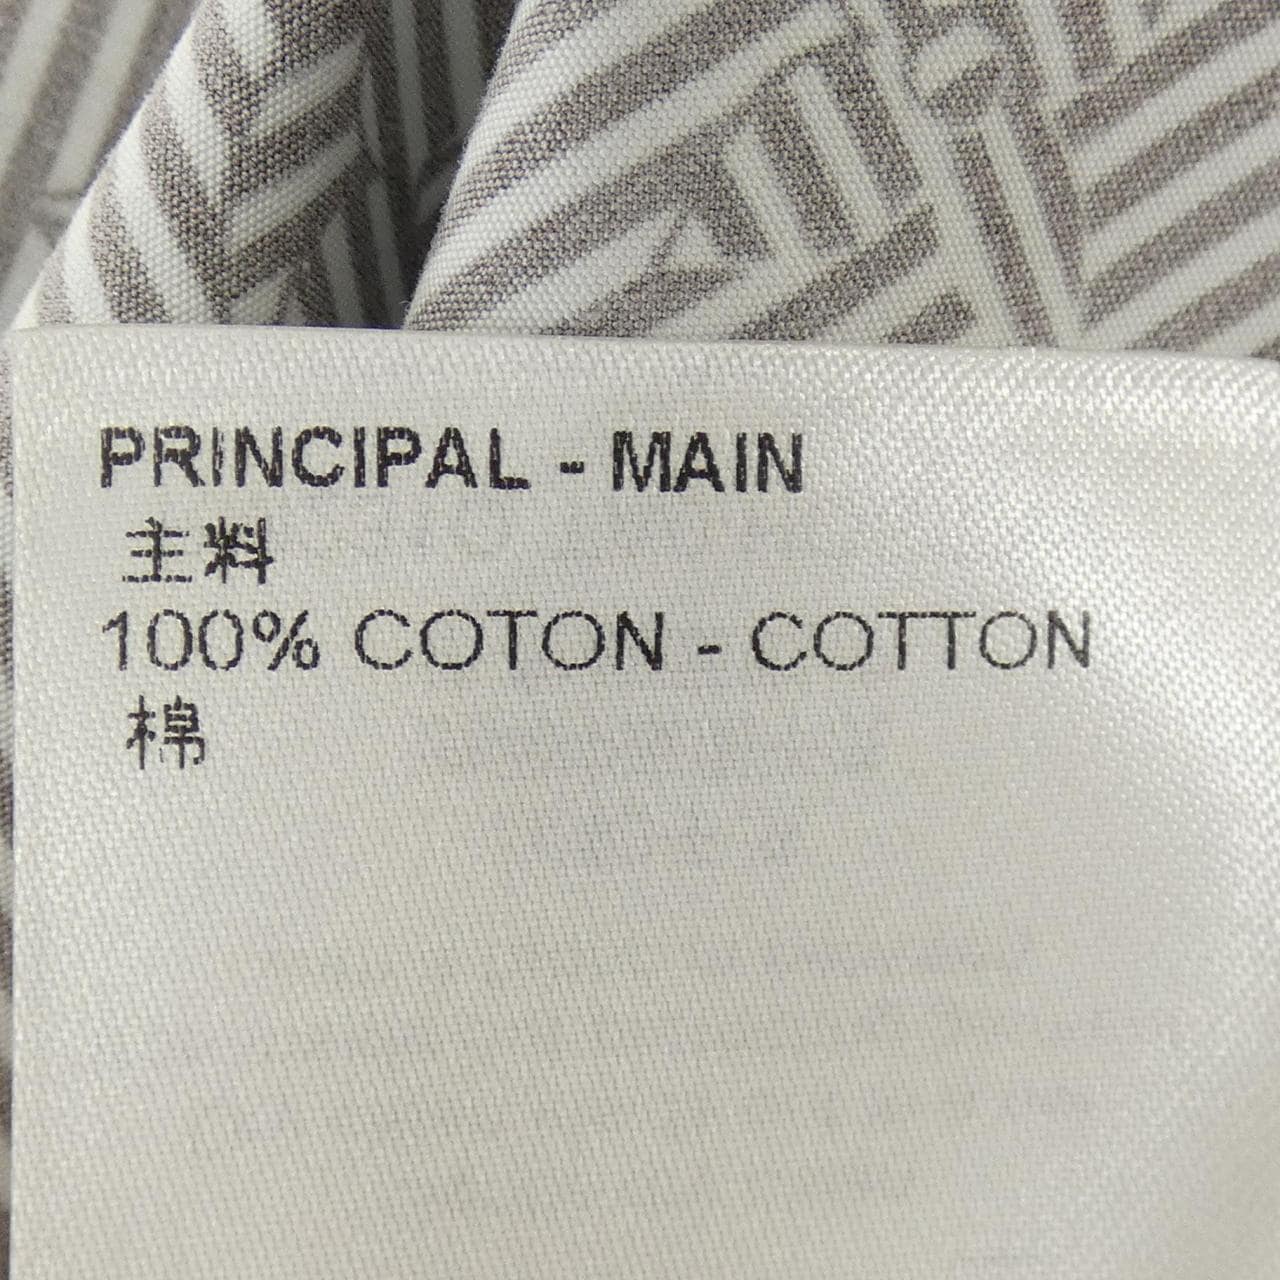 PRINCIPAL - MAIN
主料
100% COTON - COTTON
棉